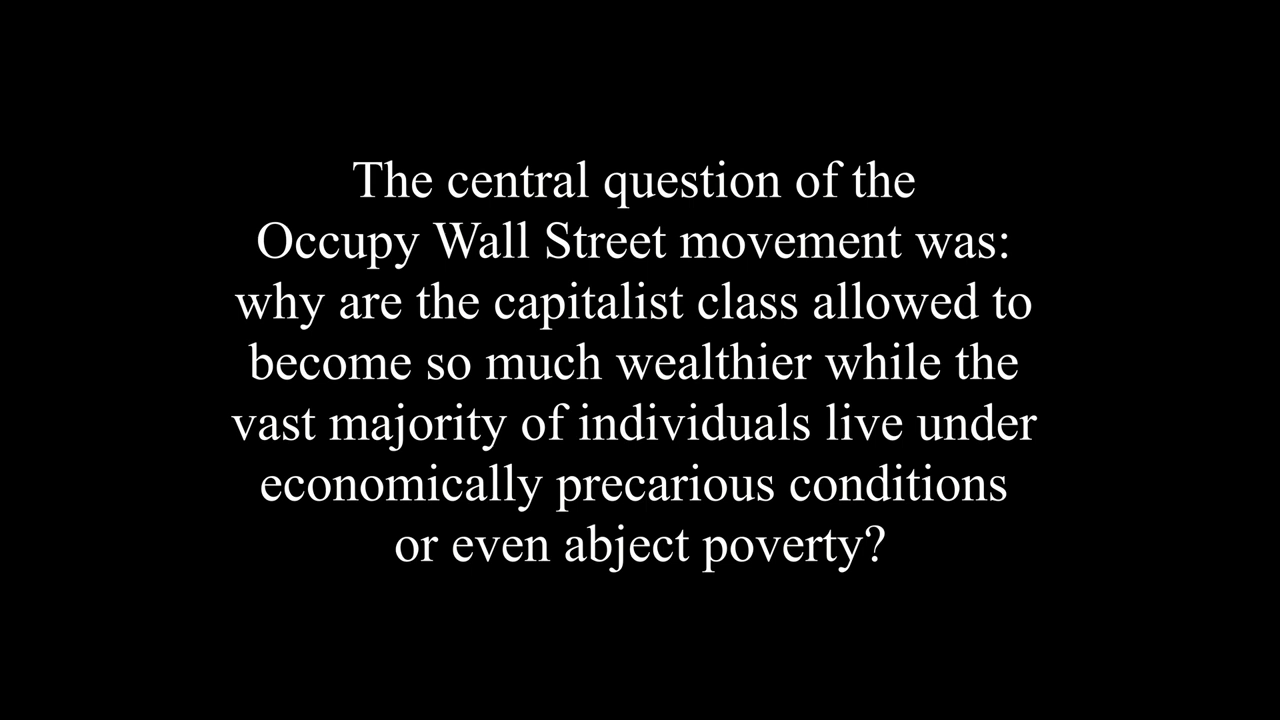 The central question of the
Occupy Wall Street movement was:
why are the capitalist class allowed to
become so much wealthier while the
vast majority of individuals live under
economically precarious conditions
or even abject poverty?